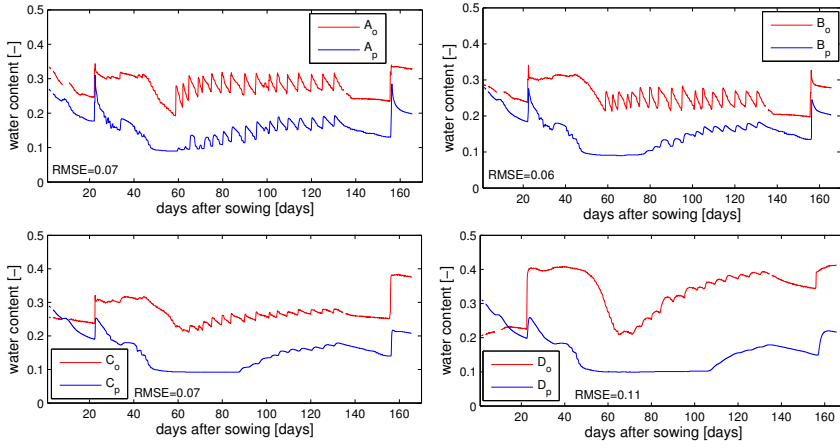 0.5
0.4
0.3
0.2
0.1
0
water content [−]
A_o
A_p
RMSE=0.07
20 40 60 80 100 120 140 160
days after sowing [days]
0.5
0.4
0.3
0.2
0.1
0
water content [−]
B_o
B_p
RMSE=0.06
20 40 60 80 100 120 140 160
days after sowing [days]
0.5
0.4
0.3
0.2
0.1
0
water content [−]
C_o
C_p
RMSE=0.07
20 40 60 80 100 120 140 160
days after sowing [days]
0.5
0.4
0.3
0.2
0.1
0
water content [−]
D_o
D_p
RMSE=0.11
20 40 60 80 100 120 140 160
days after sowing [days]